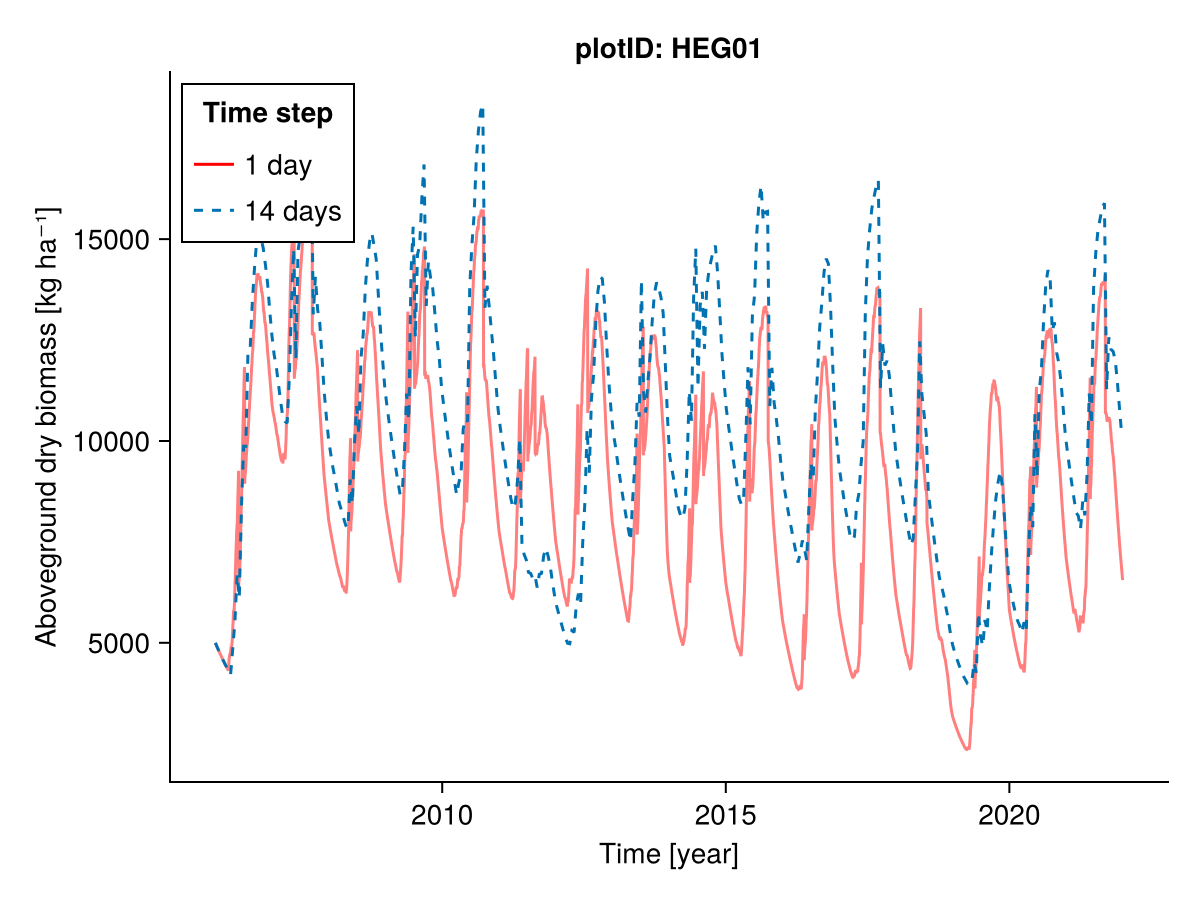 plotID: HEG01
Time step
1 day
14 days
Aboveground dry biomass [kg ha⁻¹]
15000
10000
5000
2010
2015
2020
Time [year]